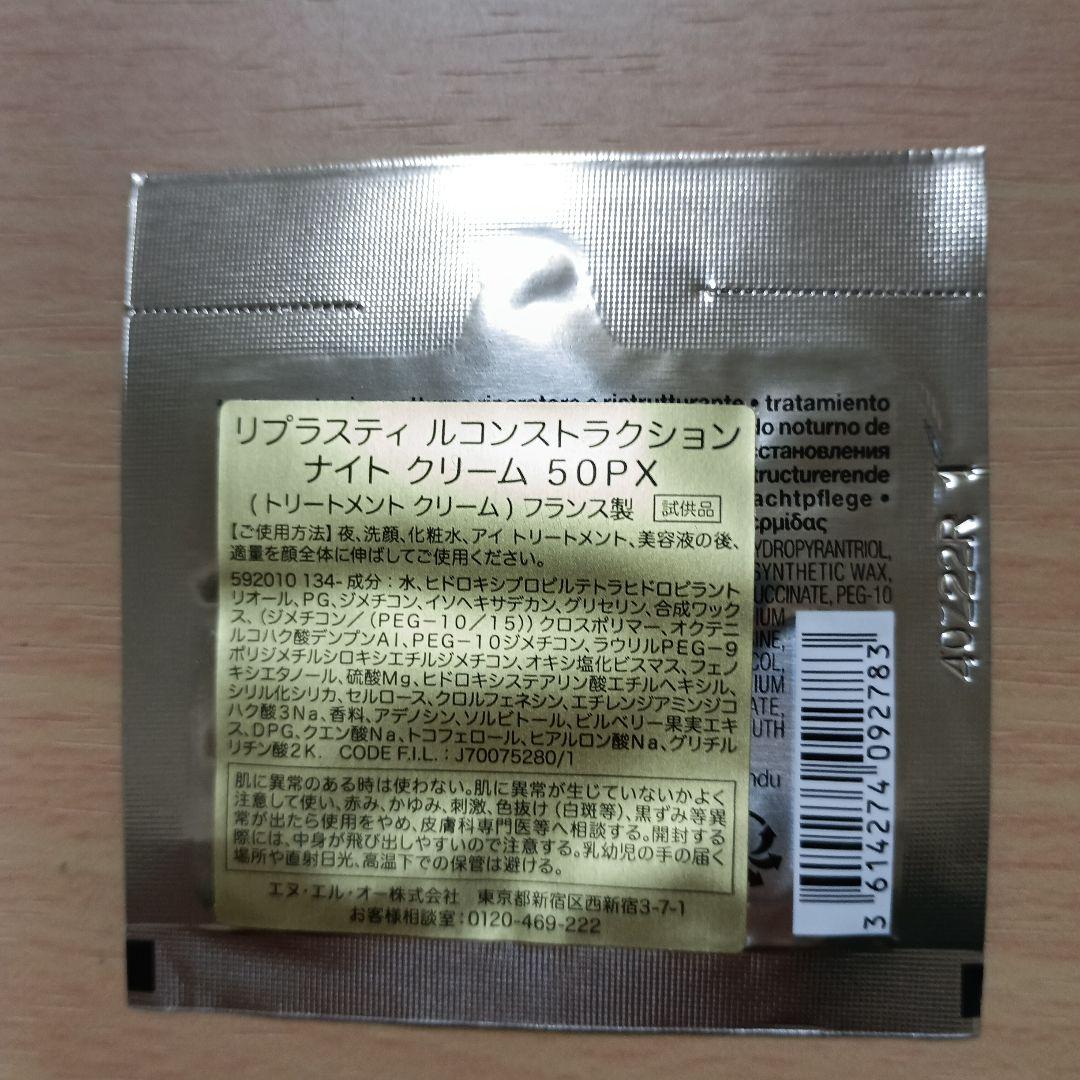 ristrutturante • tratamiento
do noturno de
становления
tructurerende
achtpflege •
ερμίδας
YDROPYRANTRIOL,
SYNTHETIC WAX,
UCCINATE, PEG-10
IUM
INE,
COL,
IUM
ATE,
UTH
ndu
リプラスティ ルコンストラクション
ナイト クリーム 50PX
(トリートメント クリーム) フランス製 試供品
【ご使用方法】夜、洗顔、化粧水、アイ トリートメント、美容液の後、
適量を顔全体に伸ばしてご使用ください。
592010 134- 成分：水、ヒドロキシプロピルテトラヒドロピラント
リオール、PG、ジメチコン、イソヘキサデカン、グリセリン、合成ワック
ス、(ジメチコン／(PEG－10／15)) クロスポリマー、オクテニ
ルコハク酸デンプンAl、PEG－10ジメチコン、ラウリルPEG－9
ポリジメチルシロキシエチルジメチコン、オキシ塩化ビスマス、フェノ
キシエタノール、硫酸Mg、ヒドロキシステアリン酸エチルヘキシル、
シリル化シリカ、セルロース、クロルフェネシン、エチレンジアミンジコ
ハク酸3Na、香料、アデノシン、ソルビトール、ビルベリー果実エキ
ス、DPG、クエン酸Na、トコフェロール、ヒアルロン酸Na、グリチル
リチン酸2K. CODE F.I.L. : J70075280/1
肌に異常のある時は使わない。肌に異常が生じていないかよく
注意して使い、赤み、かゆみ、刺激、色抜け（白斑等）、黒ずみ等異
常が出たら使用をやめ、皮膚科専門医等へ相談する。開封する
際には、中身が飛び出しやすいので注意する。乳幼児の手の届く
場所や直射日光、高温下での保管は避ける。
エヌ・エル・オー株式会社 東京都新宿区西新宿3-7-1
お客様相談室：0120-469-222
3 614274 092783
40Z22R 1